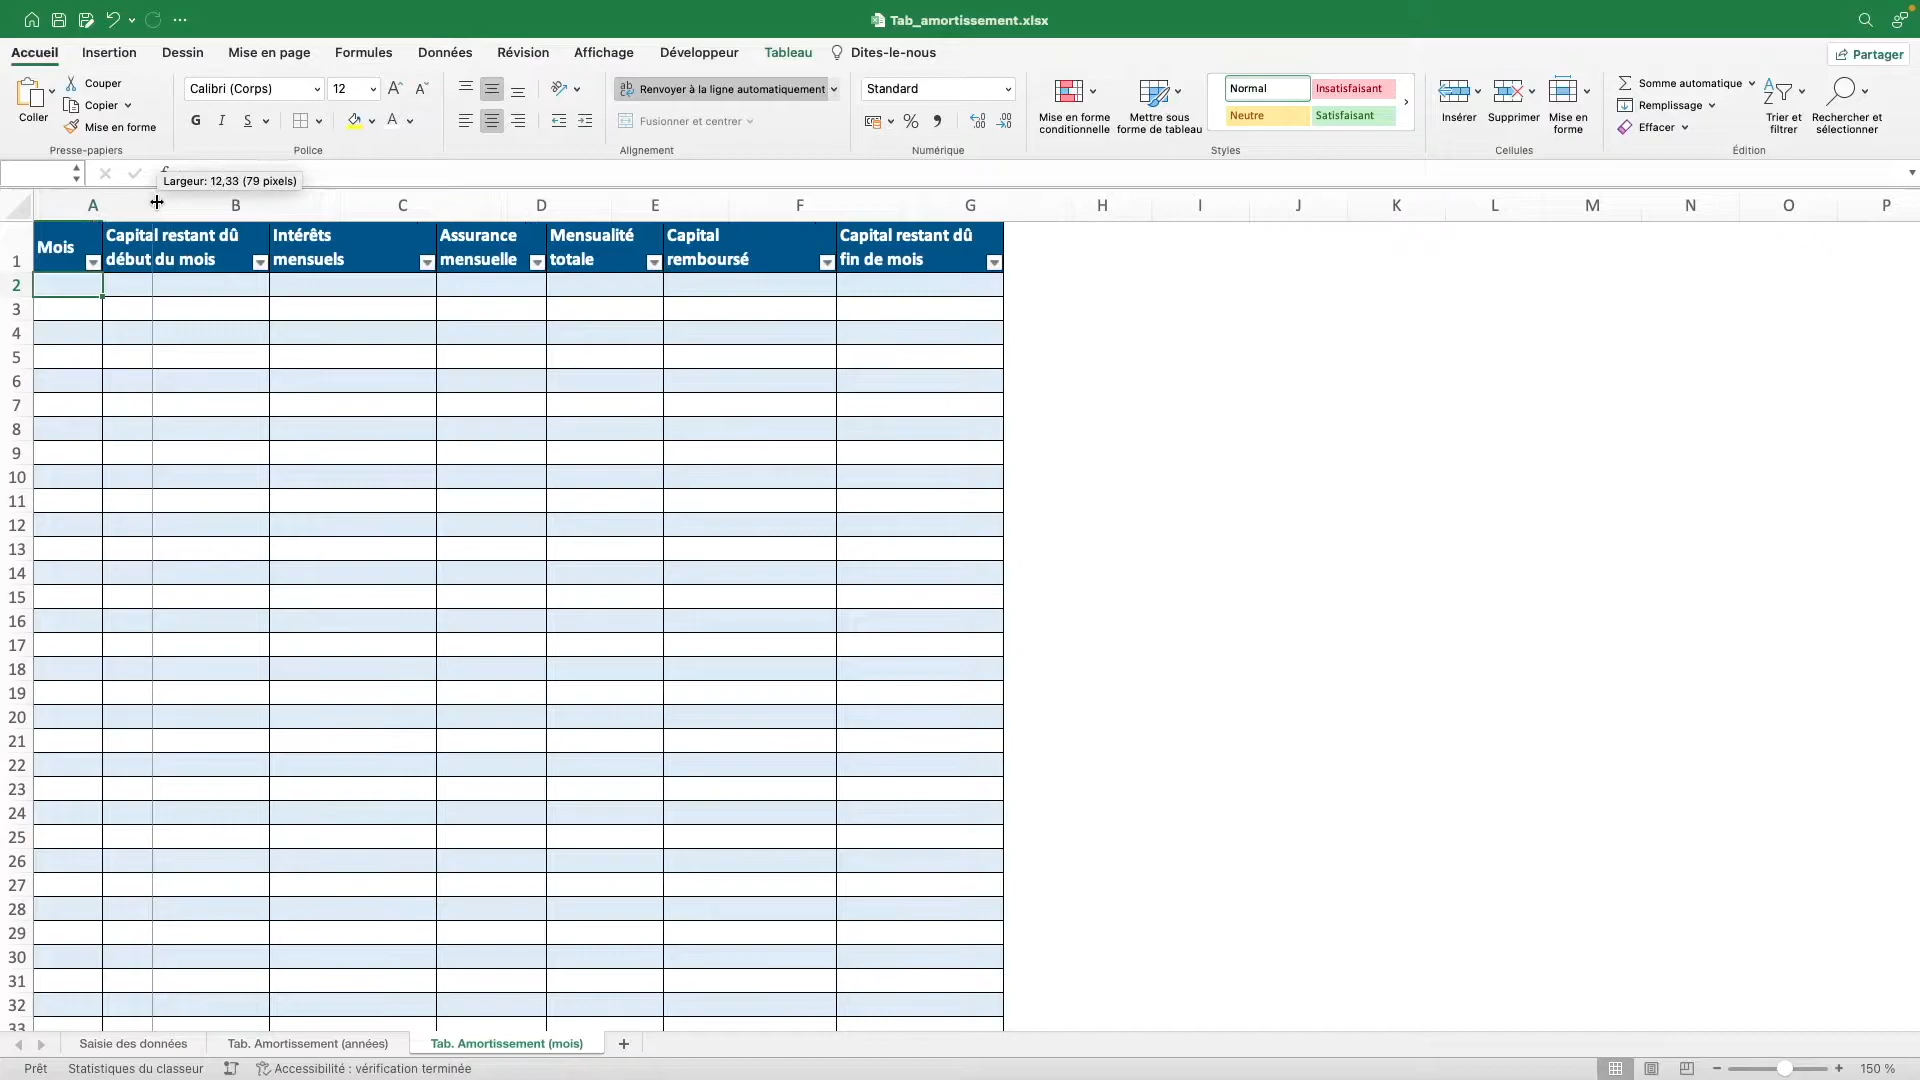 Tab_amortissement.xlsx
Accueil Insertion Dessin Mise en page Formules Données Révision Affichage Développeur Tableau Dites-le-nous Partager
Coller
Couper
Copier
Mise en forme
Presse-papiers
Calibri (Corps) 12
G I S
Police
Renvoyer à la ligne automatiquement
Fusionner et centrer
Alignement
Standard
Numérique
Mise en forme
conditionnelle
Mettre sous
forme de tableau
Normal Insatisfaisant
Neutre Satisfaisant
Styles
Insérer Supprimer Mise en
forme
Cellules
Somme automatique
Remplissage
Effacer
Trier et
filtrer
Rechercher et
sélectionner
Édition
Largeur: 12,33 (79 pixels)
A B C D E F G H I J K L M N O P
1
Mois
Capital restant dû
début du mois
Intérêts
mensuels
Assurance
mensuelle
Mensualité
totale
Capital
remboursé
Capital restant dû
fin de mois
2
3
4
5
6
7
8
9
10
11
12
13
14
15
16
17
18
19
20
21
22
23
24
25
26
27
28
29
30
31
32
33
Saisie des données Tab. Amortissement (années) Tab. Amortissement (mois) +
Prêt Statistiques du classeur Accessibilité : vérification terminée 150 %